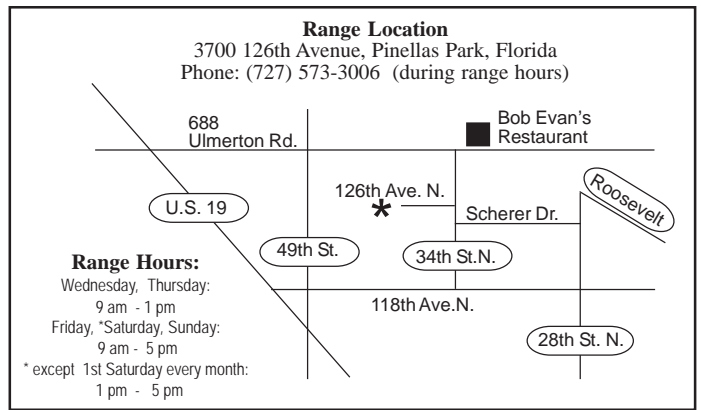 Range Location
3700 126th Avenue, Pinellas Park, Florida
Phone: (727) 573-3006 (during range hours)
688
Ulmerton Rd.
Bob Evan's
Restaurant
126th Ave. N.
*
U.S. 19
Roosevelt
Scherer Dr.
49th St.
34th St.N.
118th Ave.N.
28th St. N.
Range Hours:
Wednesday, Thursday:
9 am - 1 pm
Friday, *Saturday, Sunday:
9 am - 5 pm
* except 1st Saturday every month:
1 pm - 5 pm